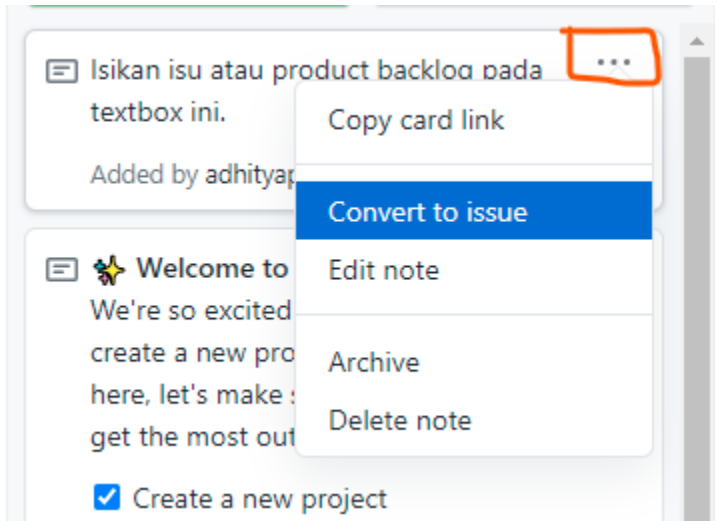 Isikan isu atau product backlog pada
textbox ini.
Added by
Copy card link
Convert to issue
Edit note
Archive
Delete note
Welcome to
We're so excited
create a new
here, let's make
get the most
Create a new project